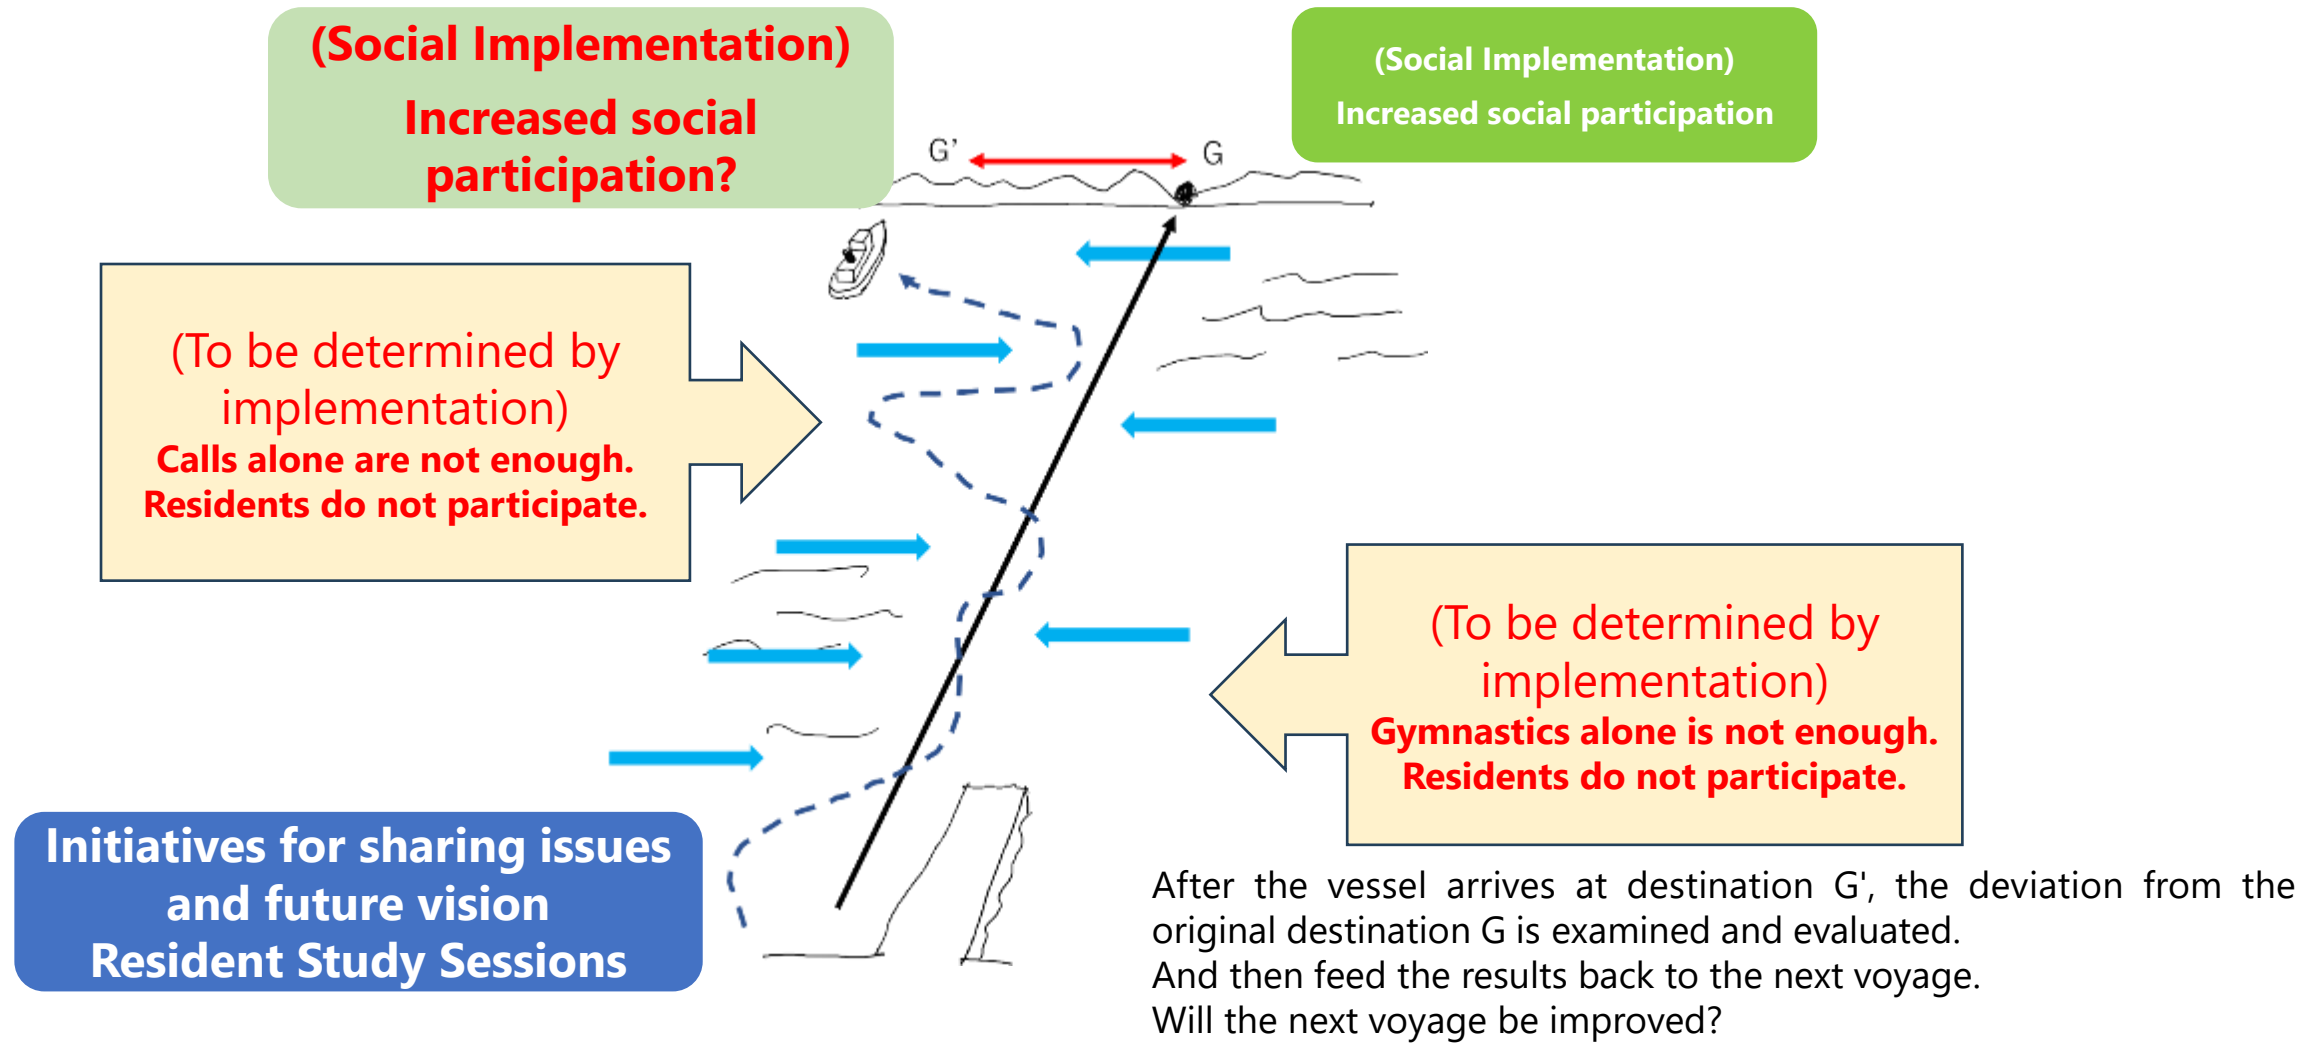 (Social Implementation)
Increased social
participation?
(Social Implementation)
Increased social participation
G' G
(To be determined by
implementation)
Calls alone are not enough.
Residents do not participate.
(To be determined by
implementation)
Gymnastics alone is not enough.
Residents do not participate.
Initiatives for sharing issues
and future vision
Resident Study Sessions
After the vessel arrives at destination G', the deviation from the
original destination G is examined and evaluated.
And then feed the results back to the next voyage.
Will the next voyage be improved?